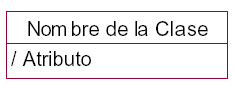 Nombre de la Clase
/ Atributo